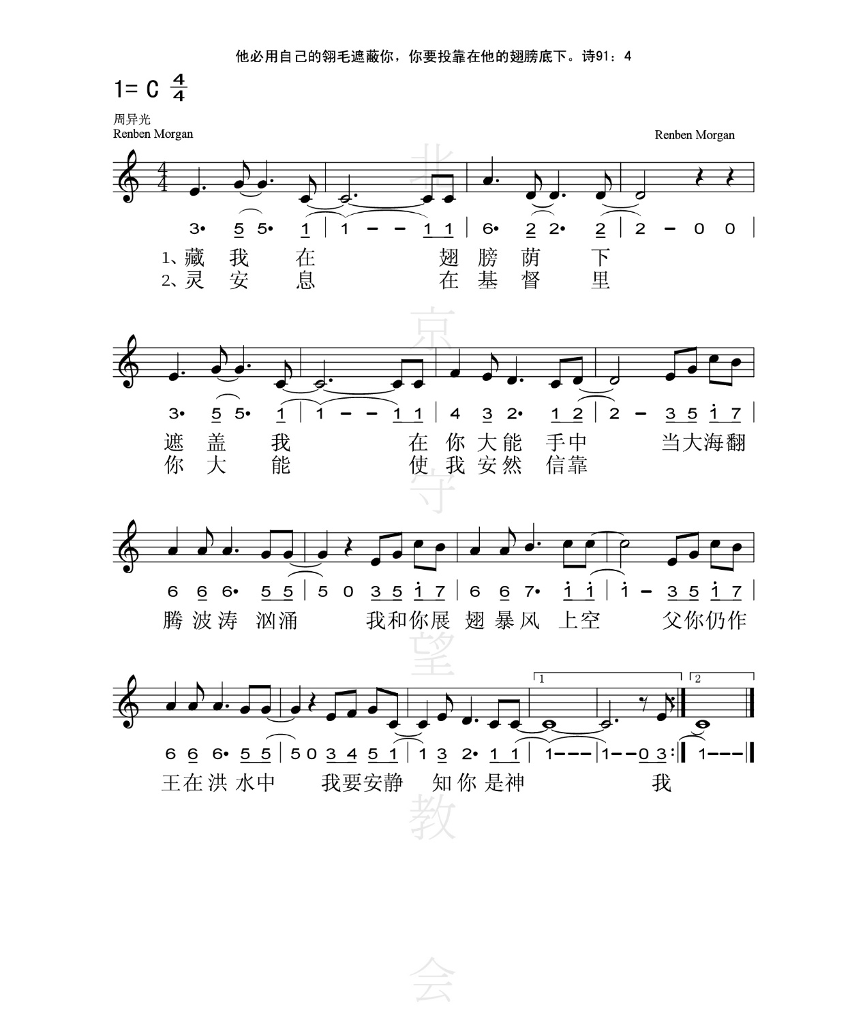 他必用自己的翎毛遮蔽你，你要投靠在他的翅膀底下。诗91：4
1= C 4/4
周异光
Renben Morgan
Renben Morgan
3· 5 5· 1 | 1 - - 1 1 | 6· 2 2· 2 | 2 - 0 0 |
1、藏我在 翅膀荫下
2、灵安息 在基督里
3· 5 5· 1 | 1 - - 1 1 | 4 3 2· 1 2 | 2 - 3 5 1 7 |
遮盖我 在你大能手中 当大海翻
你大能 使我安然信靠
6 6 6· 5 5 | 5 0 3 5 1 7 | 6 6 7· 1 1 | 1 - 3 5 1 7 |
腾波涛汹涌 我和你展翅暴风上空 父你仍作
1 2
6 6 6· 5 5 | 5 0 3 4 5 1 | 1 3 2· 1 1 | 1 - - - | 1 - - 0 3 :| 1 - - - |
王在洪水中 我要安静知你是神 我
北京守望教会